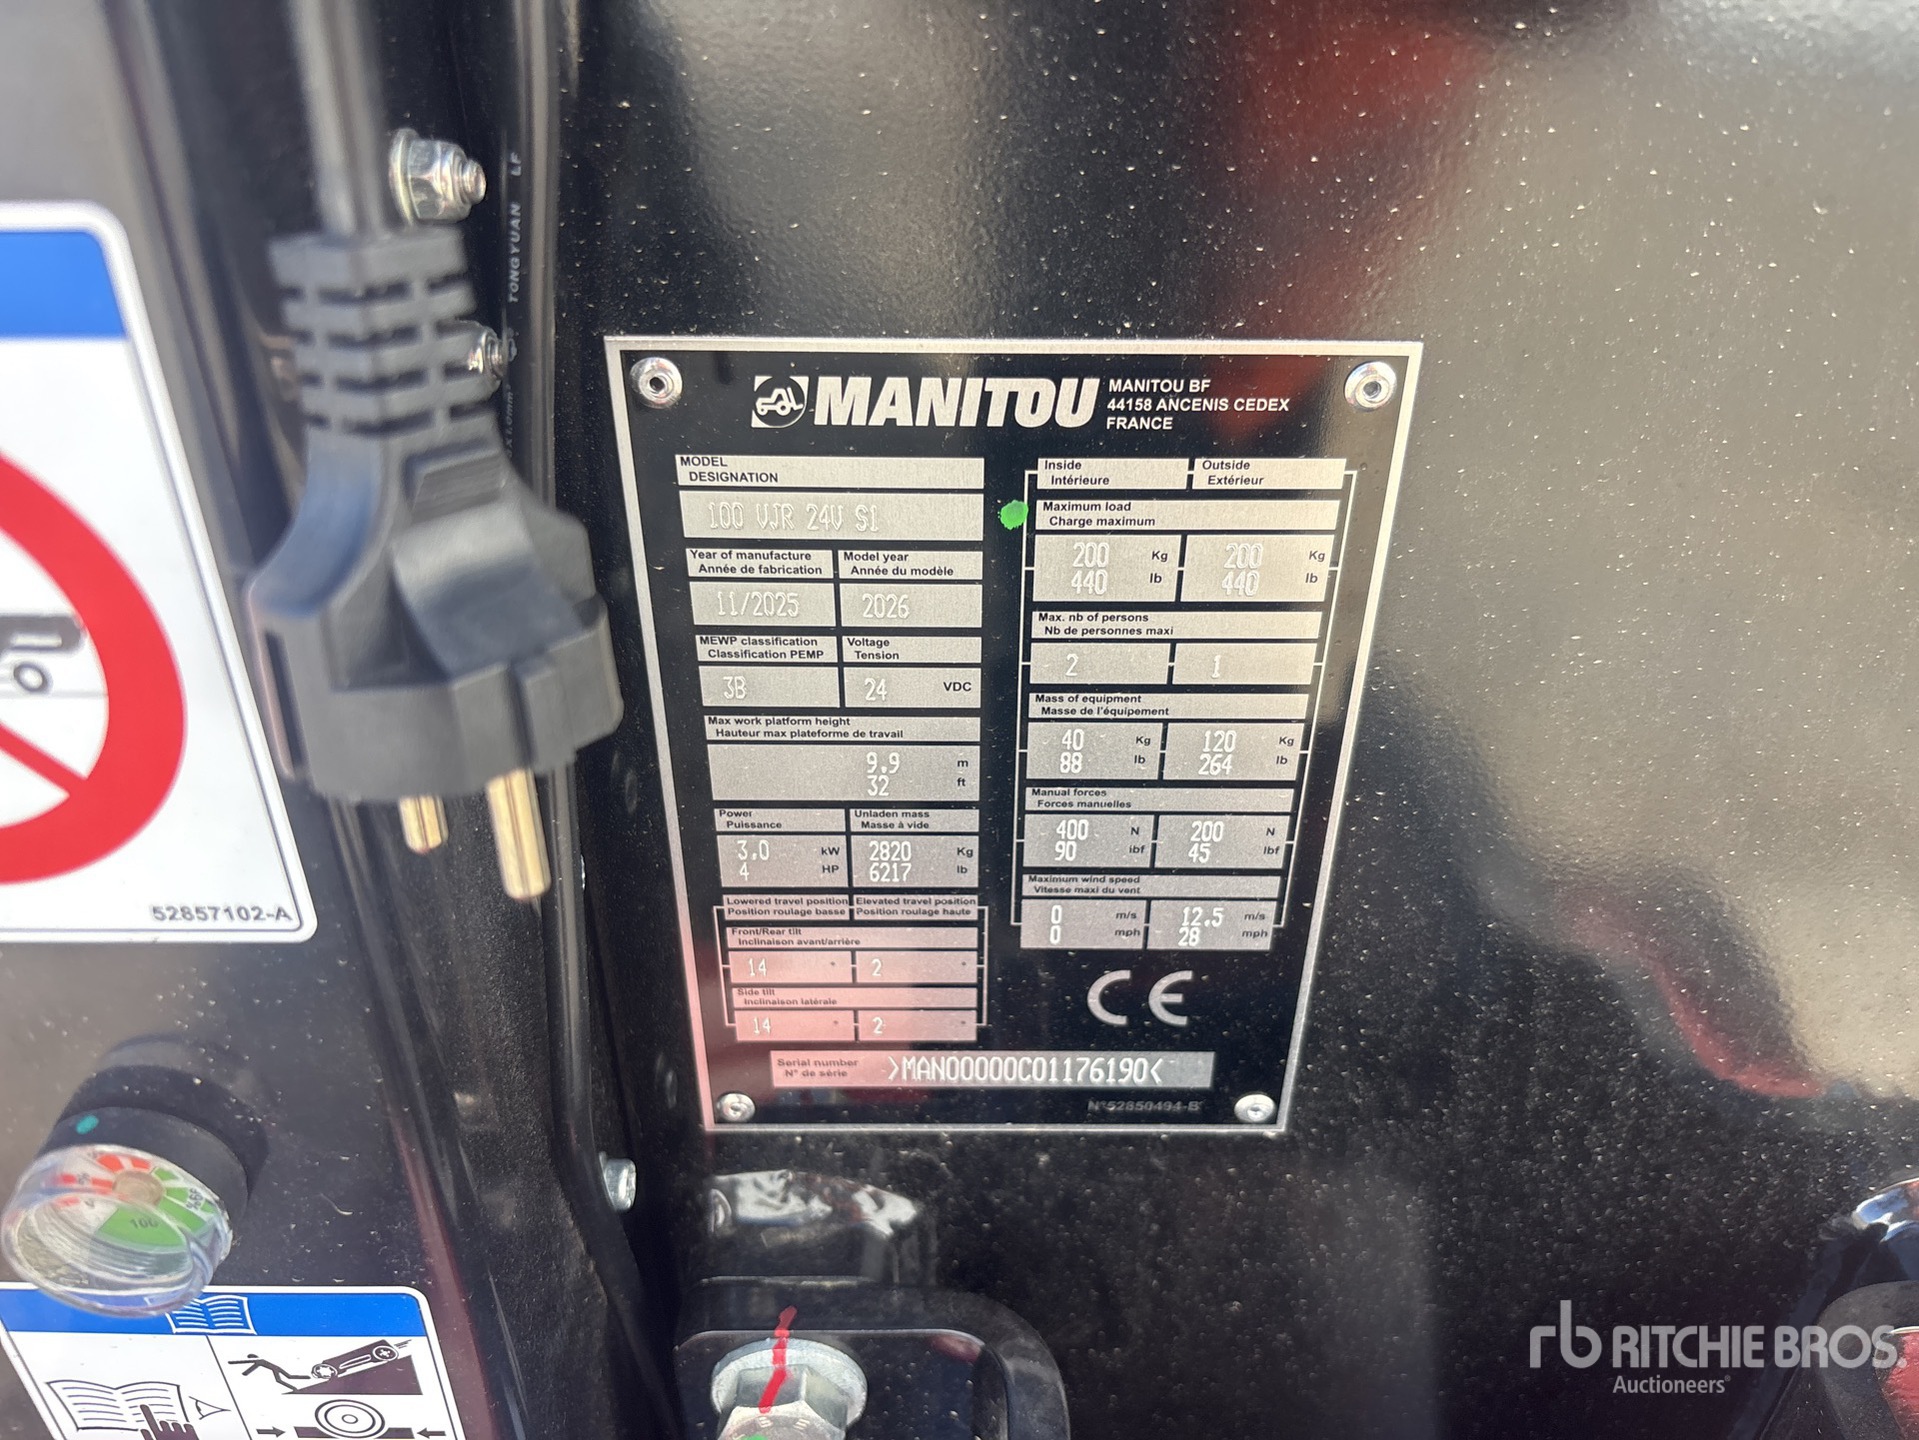 TONGYUAN LF
MANITOU
MANITOU BF
44158 ANCENIS CEDEX
FRANCE
MODEL
DESIGNATION
100 VJR 24V S1
Year of manufacture
Année de fabrication
Model year
Année du modèle
11/2025
2026
MEWP classification
Classification PEMP
Voltage
Tension
3B
24 VDC
Max work platform height
Hauteur max plateforme de travail
9.9 m
32 ft
Power
Puissance
Unladen mass
Masse à vide
3.0 kW
4 HP
2820 Kg
6217 lb
Lowered travel position
Position roulage basse
Elevated travel position
Position roulage haute
Front/Rear tilt
Inclinaison avant/arrière
14 °
2 °
Side tilt
Inclinaison latérale
14 °
2 °
Inside
Intérieure
Outside
Extérieur
Maximum load
Charge maximum
200 Kg
440 lb
200 Kg
440 lb
Max. nb of persons
Nb de personnes maxi
2
1
Mass of equipment
Masse de l'équipement
40 Kg
88 lb
120 Kg
264 lb
Manual forces
Forces manuelles
400 N
90 lbf
200 N
45 lbf
Maximum wind speed
Vitesse maxi du vent
0 m/s
0 mph
12.5 m/s
28 mph
CE
Serial number
N° de série
>MAN00000C01176190<
N°52850494-B
52857102-A
100
rb RITCHIE BROS.
Auctioneers